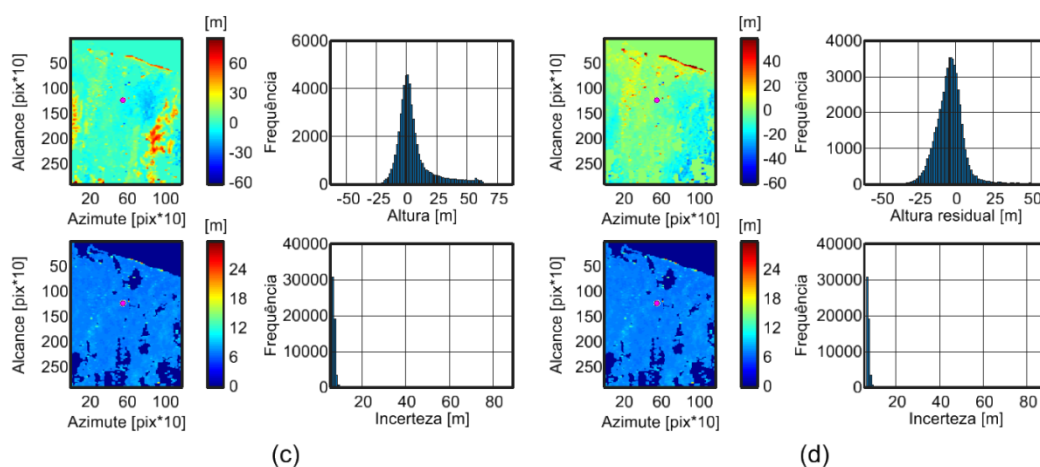 [m]
60
30
0
-30
-60
Alcance [pix*10]
50
100
150
200
250
20 60 100
Azimute [pix*10]
Frequência
6000
4000
2000
0
-50 -25 0 25 50 75
Altura [m]
[m]
60
40
20
0
-20
-40
-60
Alcance [pix*10]
50
100
150
200
250
20 60 100
Azimute [pix*10]
Frequência
4000
3000
2000
1000
0
-50 -25 0 25 50
Altura residual [m]
[m]
24
18
12
6
0
Alcance [pix*10]
50
100
150
200
250
20 60 100
Azimute [pix*10]
Frequência
40000
30000
20000
10000
0
20 40 60 80
Incerteza [m]
[m]
24
18
12
6
0
Alcance [pix*10]
50
100
150
200
250
20 60 100
Azimute [pix*10]
Frequência
40000
30000
20000
10000
0
20 40 60 80
Incerteza [m]
(c) (d)